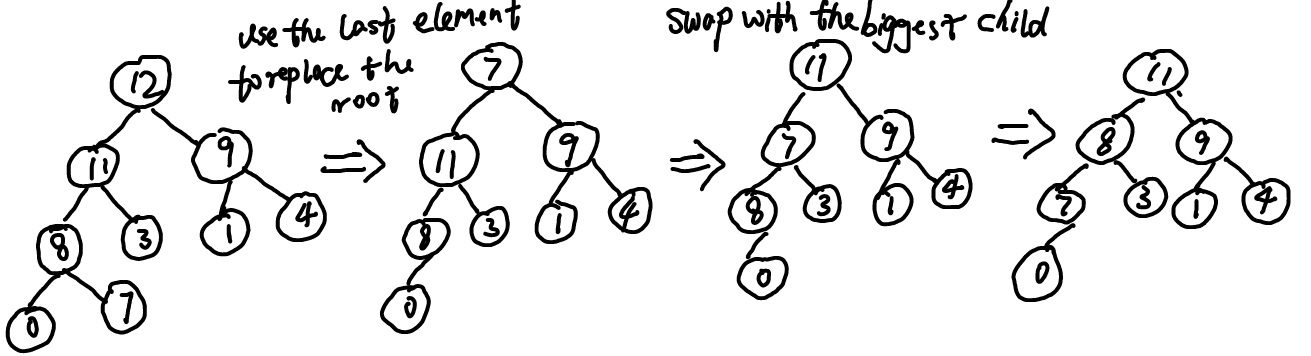 use the last element
to replace the
root
swap with the biggest child
12
11 9
8 3 1 4
0 7
7
11 9
8 3 1 4
0
11
7 9
8 3 1 4
0
11
8 9
7 3 1 4
0